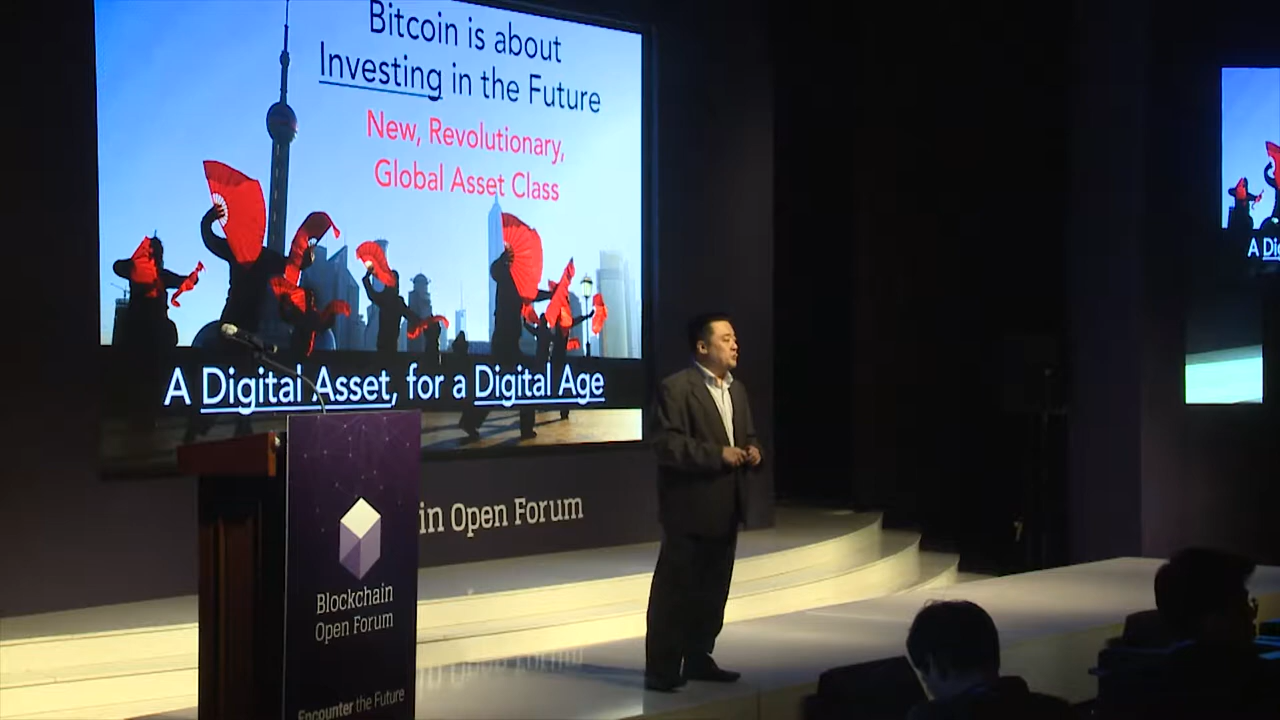 Bitcoin is about
Investing in the Future
New, Revolutionary,
Global Asset Class
A Digital Asset, for a Digital Age
in Open Forum
Blockchain
Open Forum
Encounter the Future
A Dig